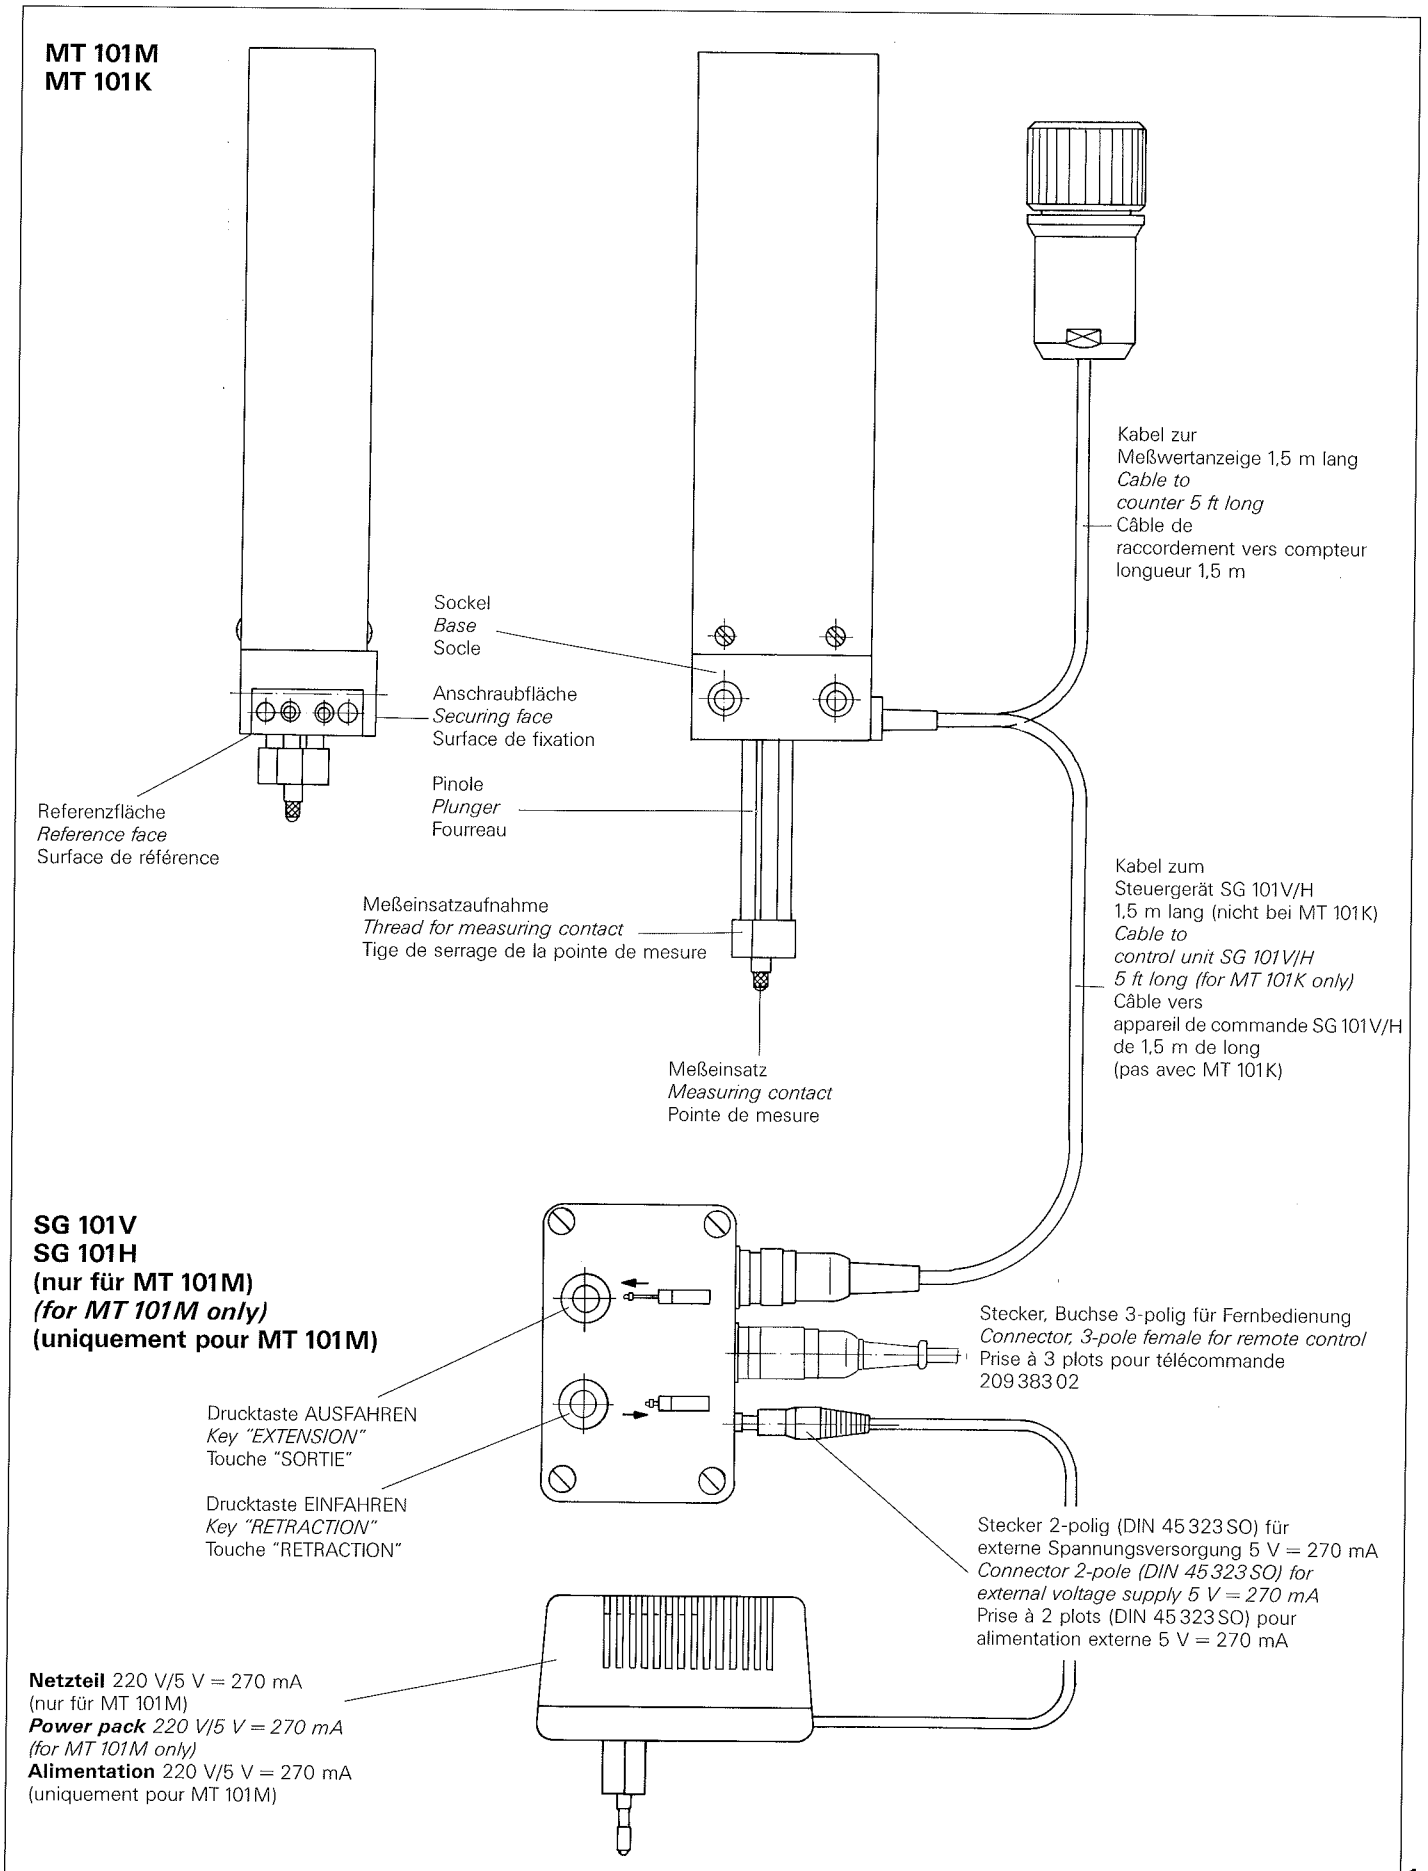 MT 101M
MT 101K
Kabel zur
Meßwertanzeige 1,5 m lang
Cable to
counter 5 ft long
Câble de
raccordement vers compteur
longueur 1,5 m
Sockel
Base
Socle
Anschraubfläche
Securing face
Surface de fixation
Pinole
Plunger
Fourreau
Referenzfläche
Reference face
Surface de référence
Meßeinsatzaufnahme
Thread for measuring contact
Tige de serrage de la pointe de mesure
Kabel zum
Steuergerät SG 101V/H
1,5 m lang (nicht bei MT 101K)
Cable to
control unit SG 101V/H
5 ft long (for MT 101K only)
Câble vers
appareil de commande SG 101V/H
de 1,5 m de long
(pas avec MT 101K)
Meßeinsatz
Measuring contact
Pointe de mesure
SG 101V
SG 101H
(nur für MT 101M)
(for MT 101M only)
(uniquement pour MT 101M)
Stecker, Buchse 3-polig für Fernbedienung
Connector, 3-pole female for remote control
Prise à 3 plots pour télécommande
209 383 02
Drucktaste AUSFAHREN
Key "EXTENSION"
Touche "SORTIE"
Drucktaste EINFAHREN
Key "RETRACTION"
Touche "RETRACTION"
Stecker 2-polig (DIN 45 323 SO) für
externe Spannungsversorgung 5 V = 270 mA
Connector 2-pole (DIN 45 323 SO) for
external voltage supply 5 V = 270 mA
Prise à 2 plots (DIN 45 323 SO) pour
alimentation externe 5 V = 270 mA
Netzteil 220 V/5 V = 270 mA
(nur für MT 101M)
Power pack 220 V/5 V = 270 mA
(for MT 101M only)
Alimentation 220 V/5 V = 270 mA
(uniquement pour MT 101M)